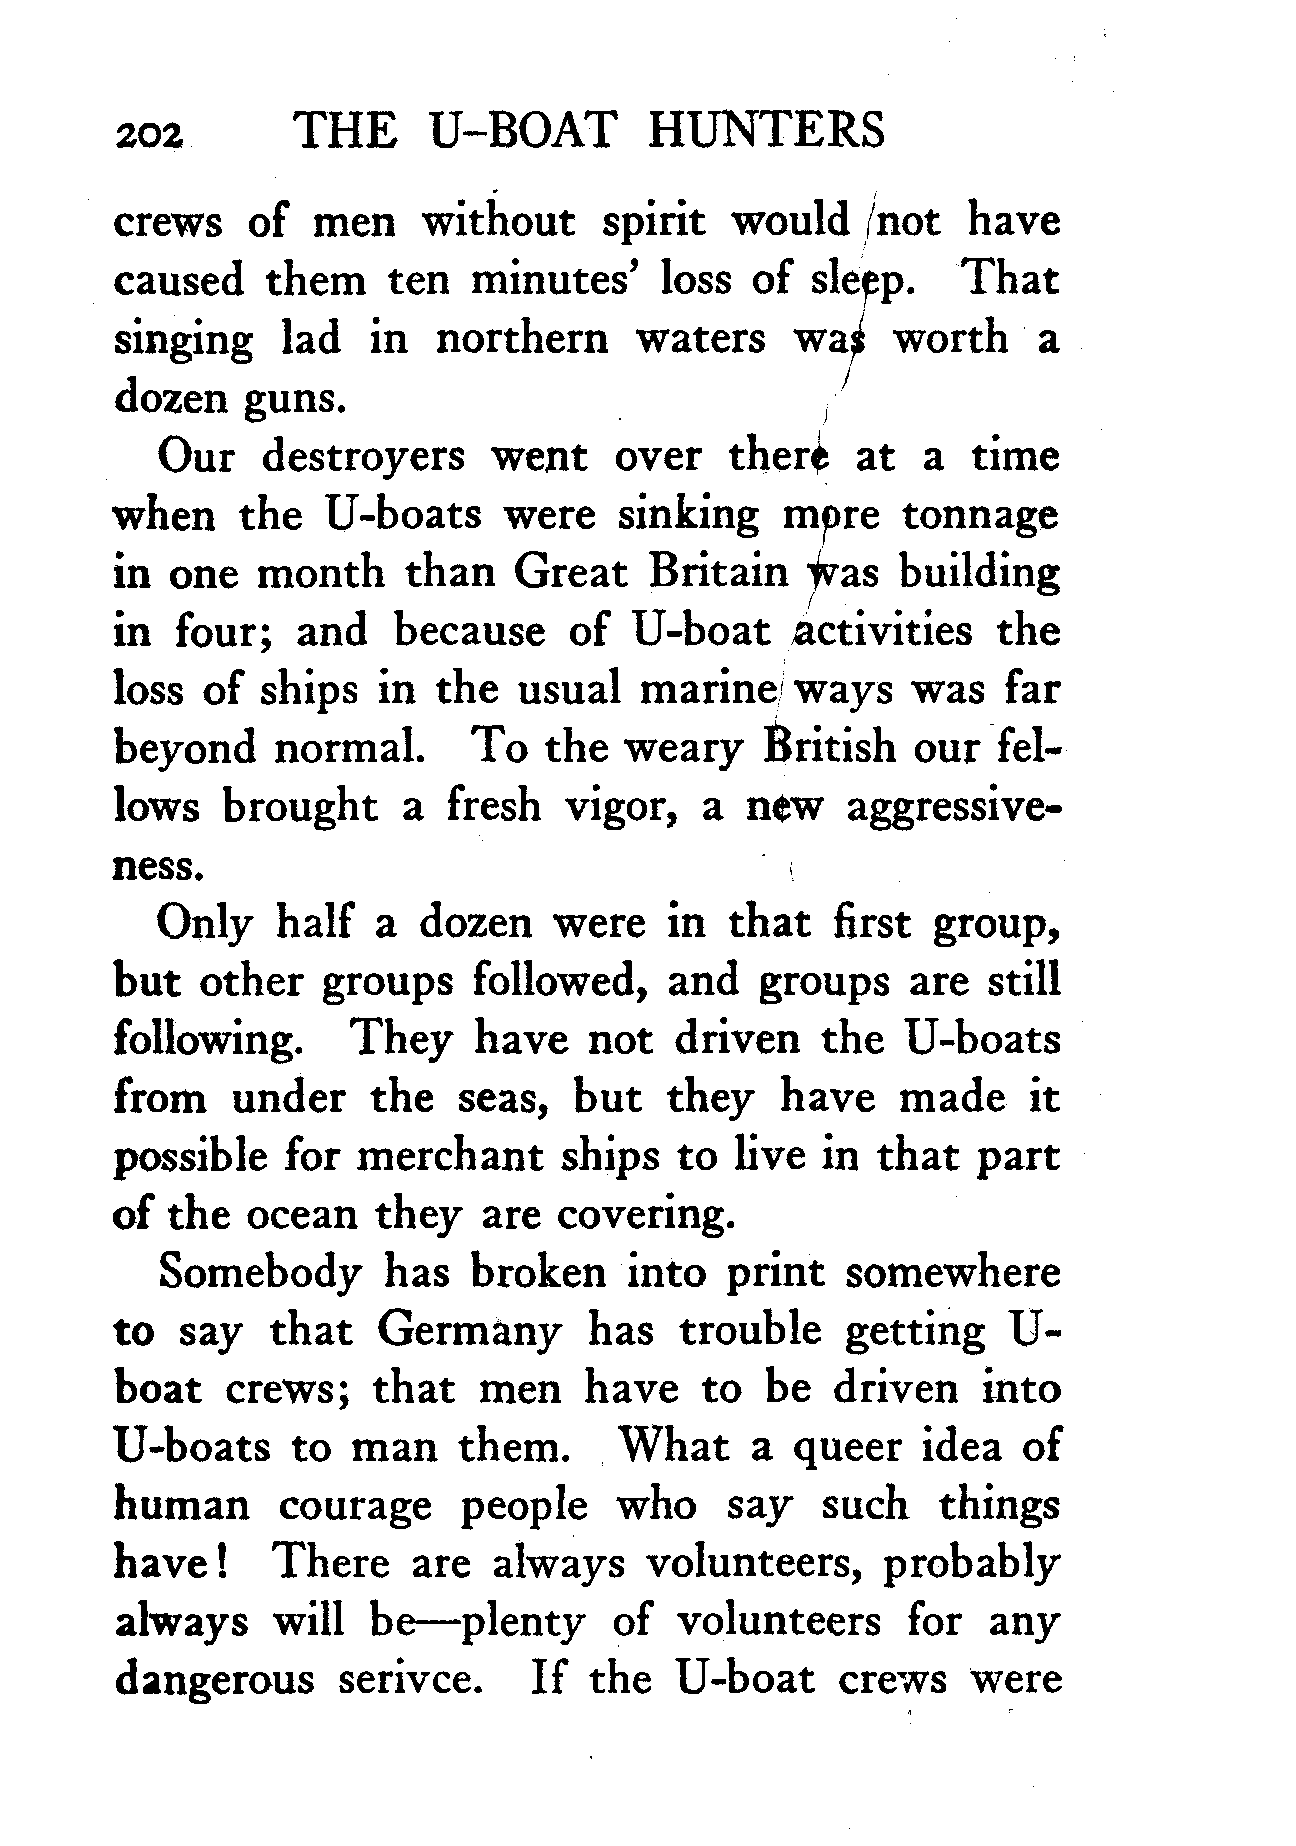 202 THE U-BOAT HUNTERS
crews of men without spirit would not have
caused them ten minutes' loss of sleep. That
singing lad in northern waters was worth a
dozen guns.
Our destroyers went over there at a time
when the U-boats were sinking more tonnage
in one month than Great Britain was building
in four; and because of U-boat activities the
loss of ships in the usual marine ways was far
beyond normal. To the weary British our fel-
lows brought a fresh vigor, a new aggressive-
ness.
Only half a dozen were in that first group,
but other groups followed, and groups are still
following. They have not driven the U-boats
from under the seas, but they have made it
possible for merchant ships to live in that part
of the ocean they are covering.
Somebody has broken into print somewhere
to say that Germany has trouble getting U-
boat crews; that men have to be driven into
U-boats to man them. What a queer idea of
human courage people who say such things
have! There are always volunteers, probably
always will be—plenty of volunteers for any
dangerous serivce. If the U-boat crews were